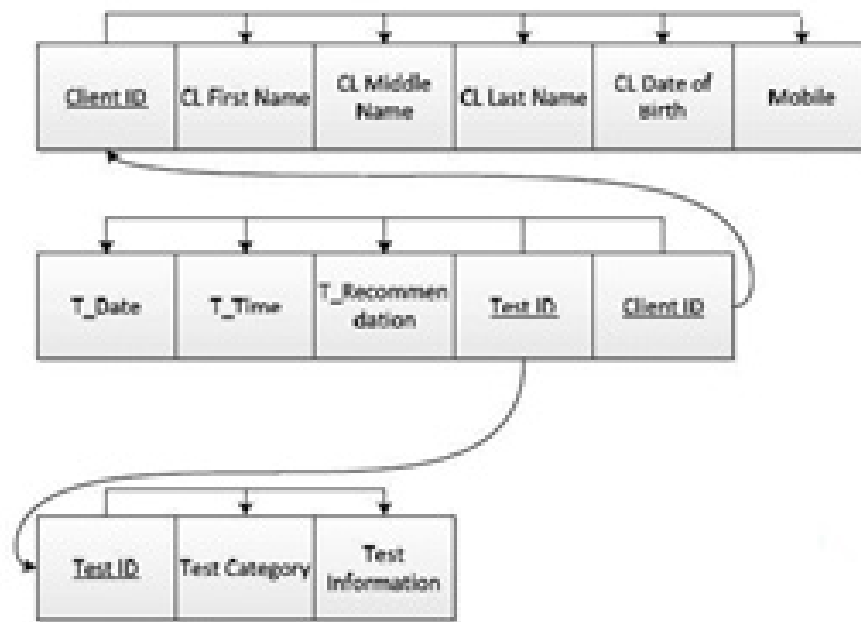 Client ID
CL First Name
CL Middle
Name
CL Last Name
CL Date of
Birth
Mobile
T_Date
T_Time
T_Recommen
dation
Test ID
Client ID
Test ID
Test Category
Test
Information